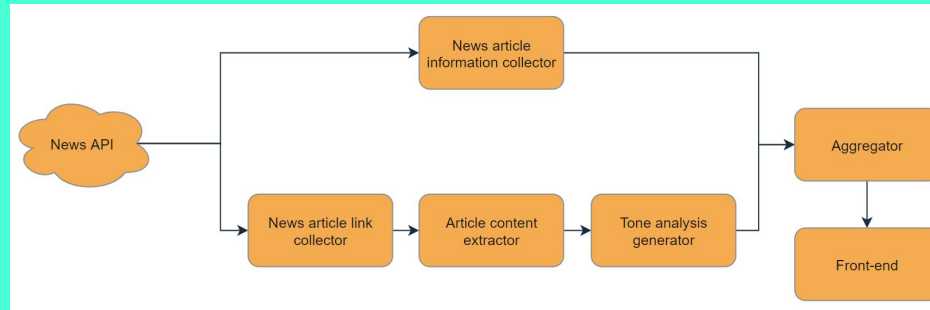 News article
information collector
News API
Aggregator
News article link
collector
Article content
extractor
Tone analysis
generator
Front-end